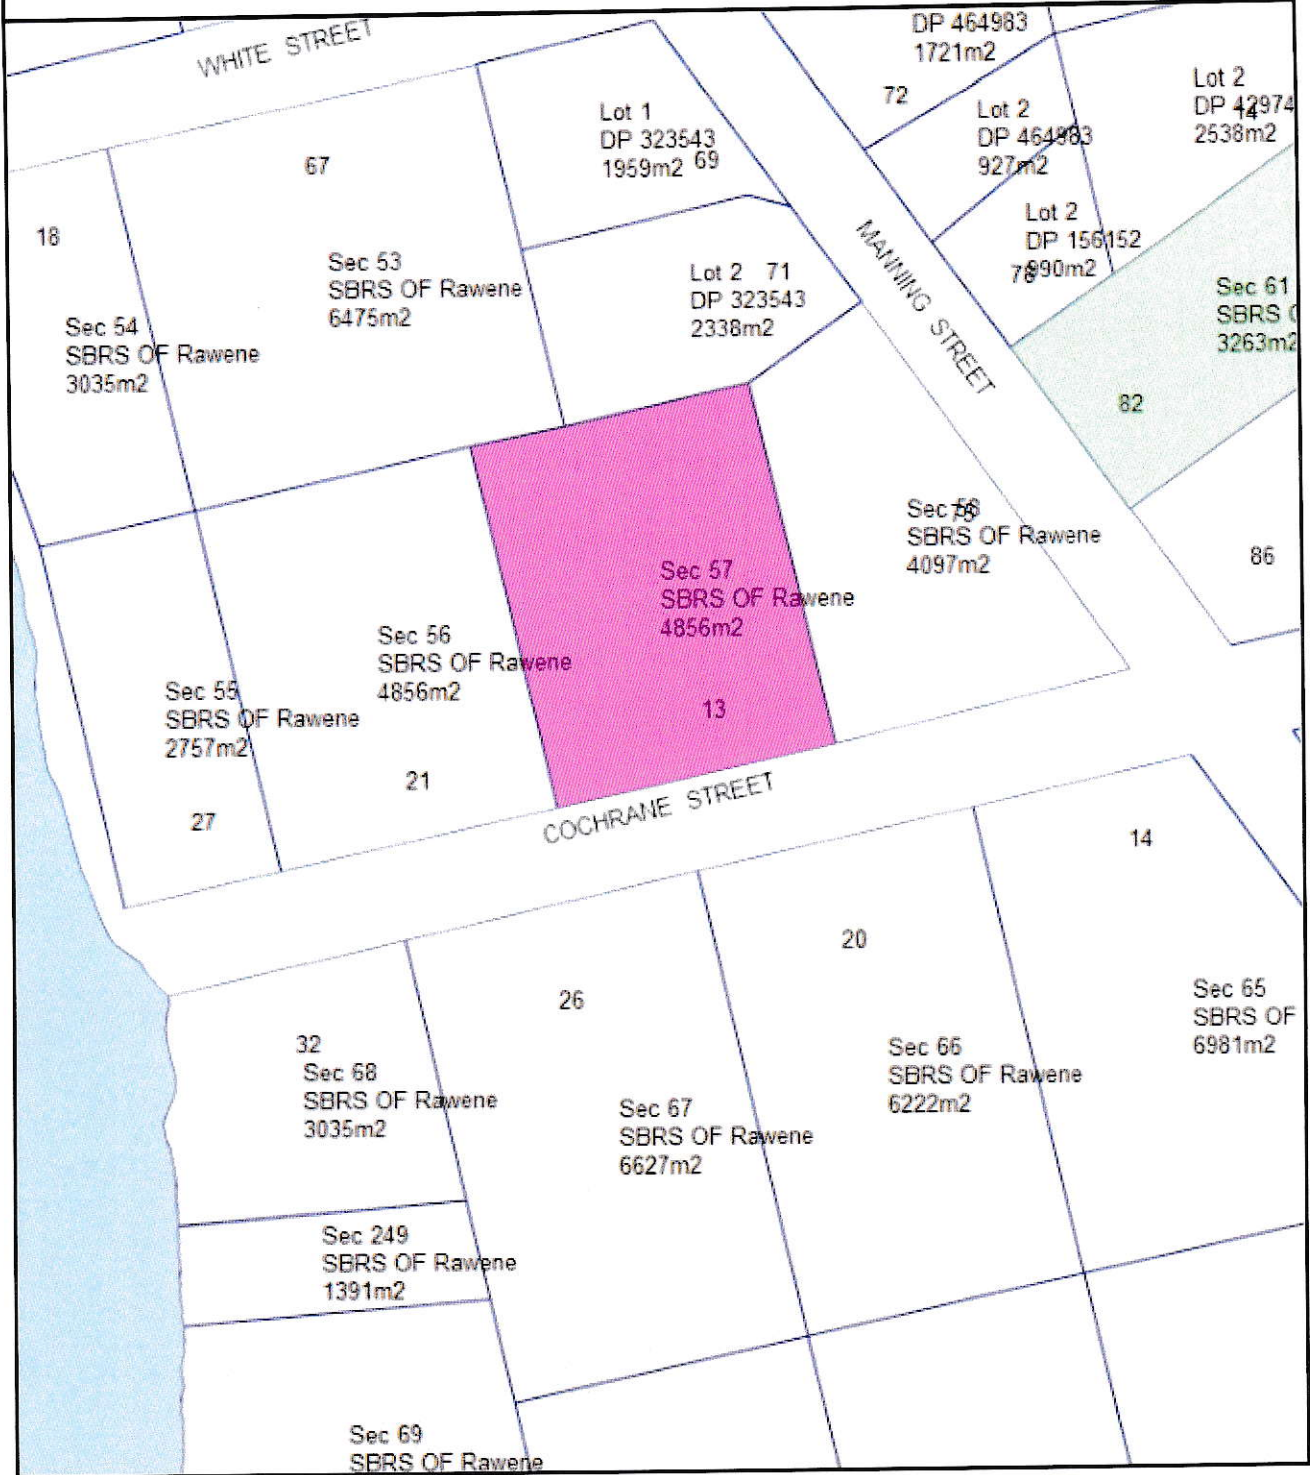 WHITE STREET
DP 464983
1721m2
72
Lot 2
DP 42974
14
2538m2
Lot 1
DP 323543
1959m2 69
Lot 2
DP 464983
927m2
67
18
Lot 2
DP 156152
990m2
MANNING STREET
Sec 53
SBRS OF Rawene
6475m2
Lot 2 71
DP 323543
2338m2
Sec 61
SBRS
3263m2
Sec 54
SBRS OF Rawene
3035m2
82
Sec
75
SBRS OF Rawene
4097m2
86
Sec 57
SBRS OF Rawene
4856m2
13
Sec 56
SBRS OF Rawene
4856m2
21
Sec 55
SBRS OF Rawene
2757m2
27
COCHRANE STREET
14
20
26
Sec 65
SBRS OF
6981m2
32
Sec 68
SBRS OF Rawene
3035m2
Sec 66
SBRS OF Rawene
6222m2
Sec 67
SBRS OF Rawene
6627m2
Sec 249
SBRS OF Rawene
1391m2
Sec 69
SBRS OF Rawene